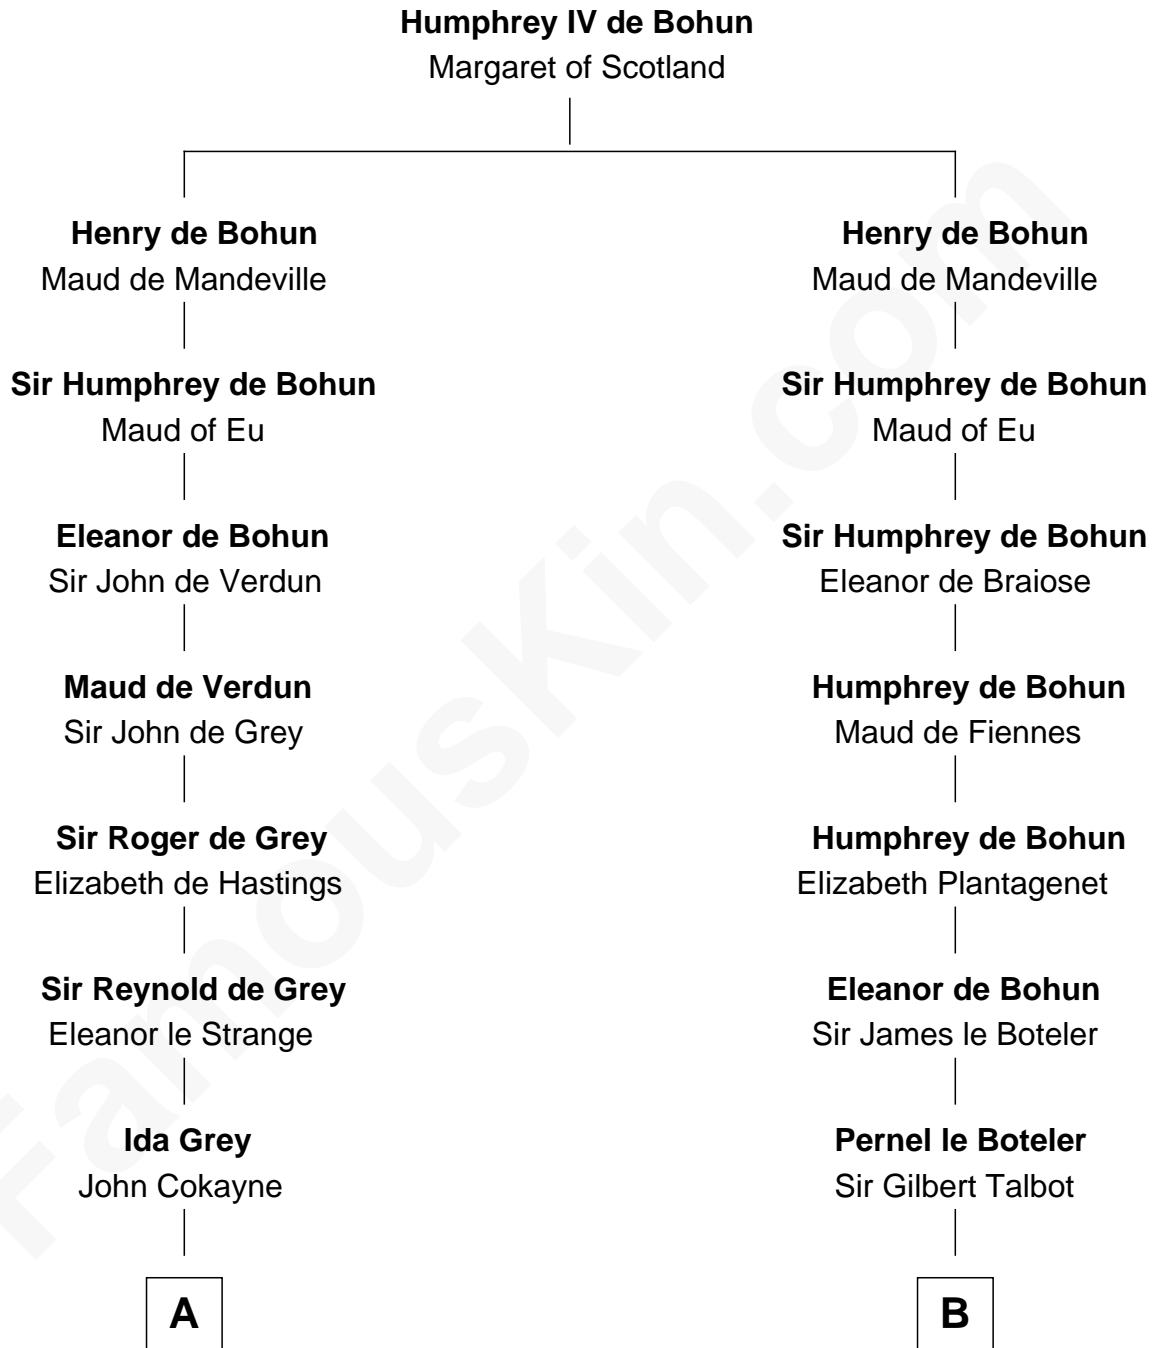 Humphrey IV de Bohun
Margaret of Scotland
Henry de Bohun
Maud de Mandeville
Henry de Bohun
Maud de Mandeville
Sir Humphrey de Bohun
Maud of Eu
Sir Humphrey de Bohun
Maud of Eu
Eleanor de Bohun
Sir John de Verdun
Sir Humphrey de Bohun
Eleanor de Braiose
Maud de Verdun
Sir John de Grey
Humphrey de Bohun
Maud de Fiennes
Sir Roger de Grey
Elizabeth de Hastings
Humphrey de Bohun
Elizabeth Plantagenet
Sir Reynold de Grey
Eleanor le Strange
Eleanor de Bohun
Sir James le Boteler
Ida Grey
John Cokayne
Pernel le Boteler
Sir Gilbert Talbot
A
B
FamousKin.com